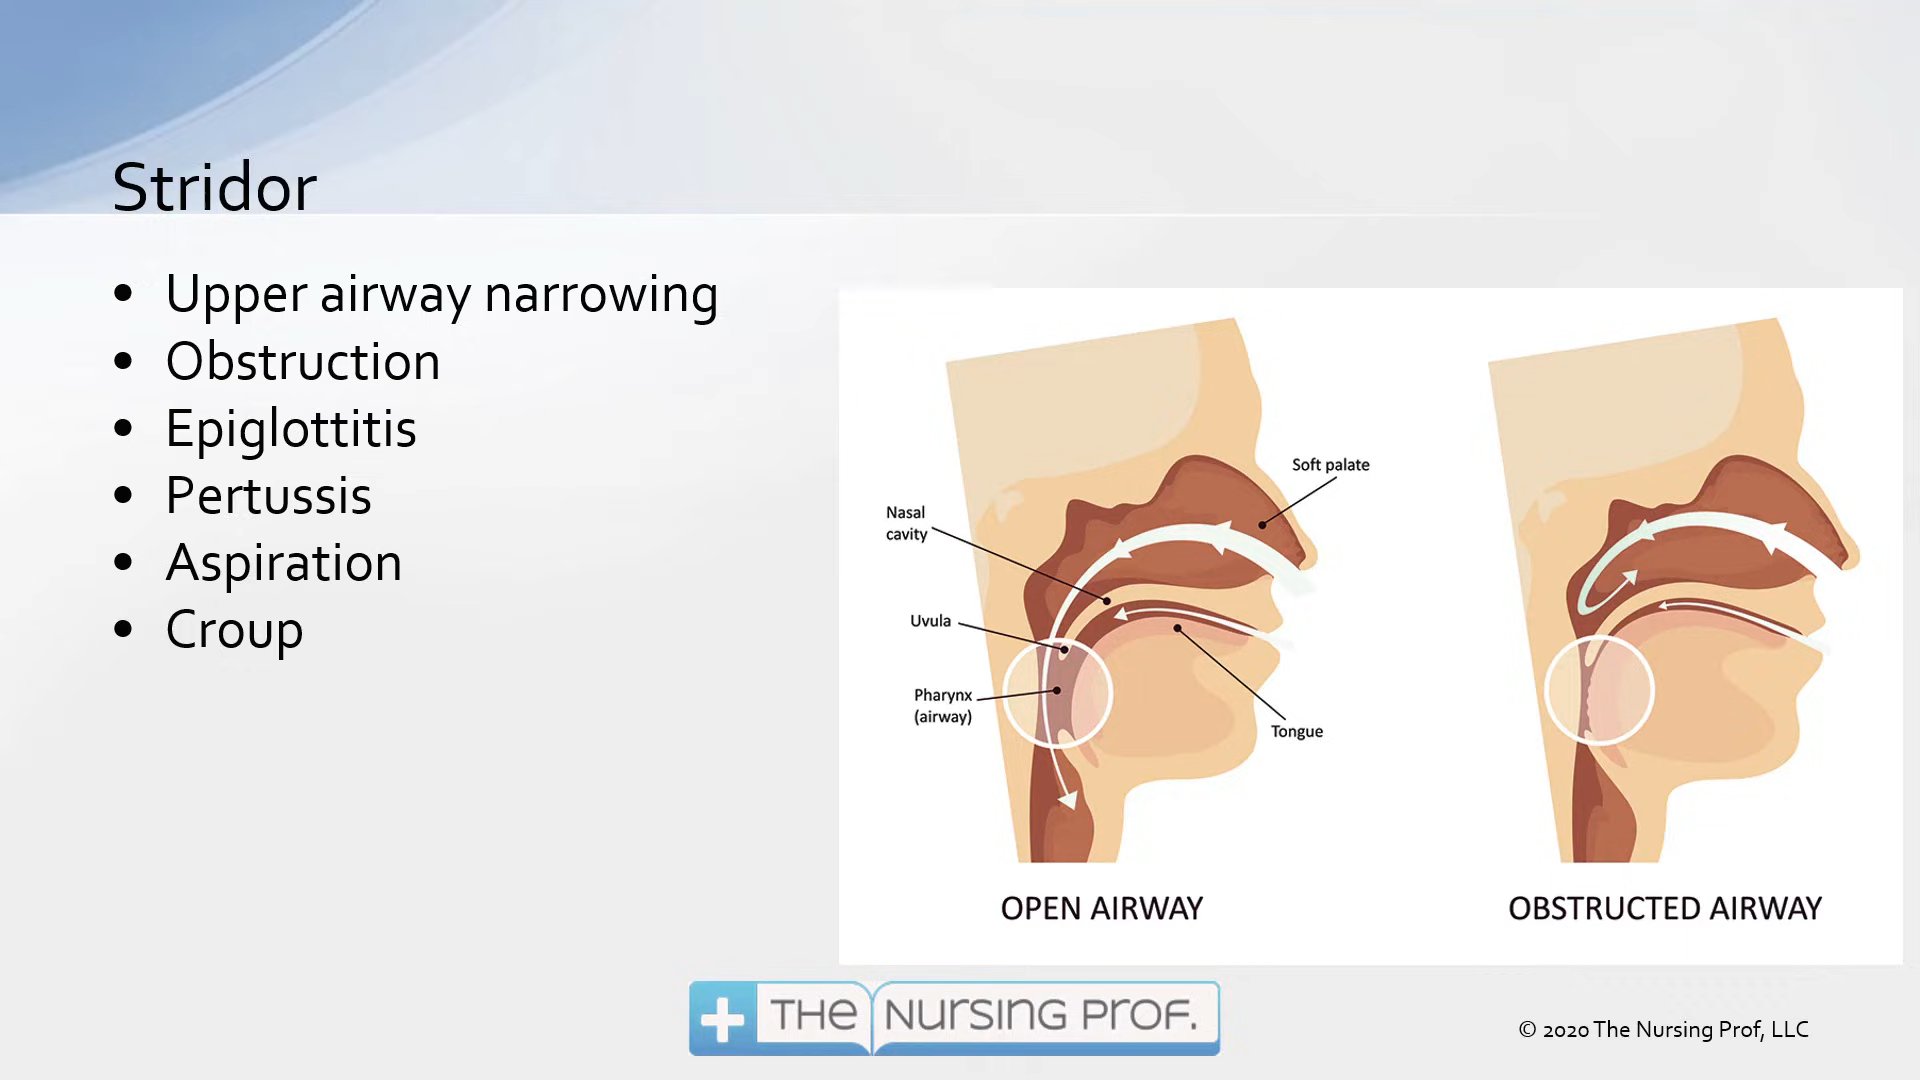 Stridor
• Upper airway narrowing
• Obstruction
• Epiglottitis
• Pertussis
• Aspiration
• Croup
Soft palate
Nasal
cavity
Uvula
Pharynx
(airway)
Tongue
OPEN AIRWAY
OBSTRUCTED AIRWAY
THE NURSING PROF.
© 2020 The Nursing Prof, LLC